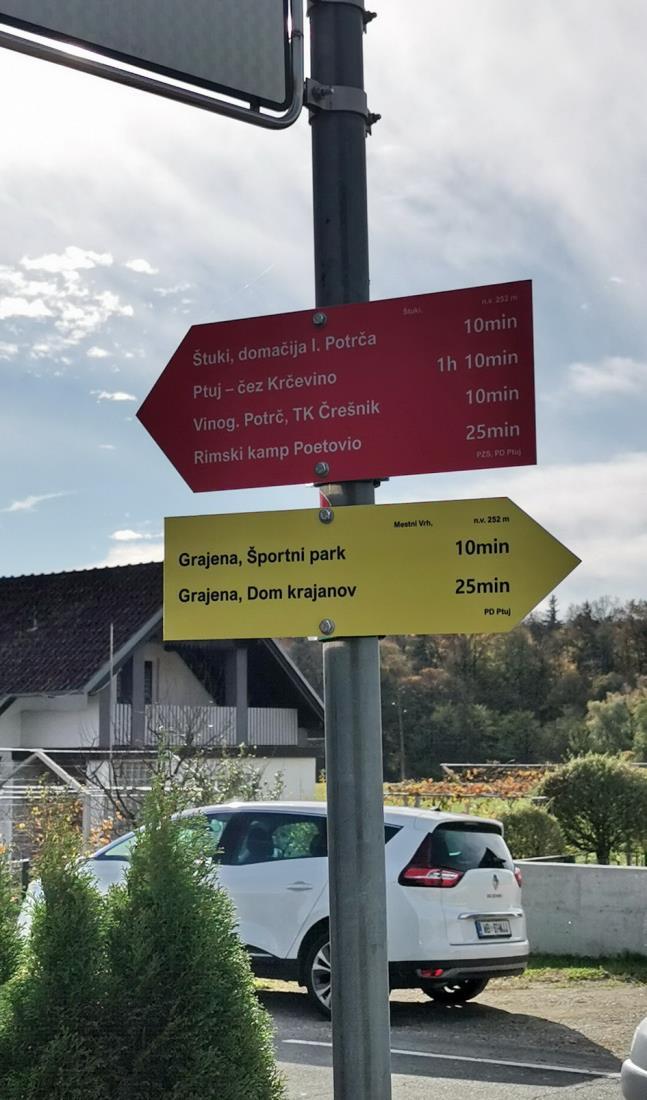 Štuki, n.v. 252 m
Štuki, domačija I. Potrča 10min
Ptuj – čez Krčevino 1h 10min
Vinog. Potrč, TK Črešnik 10min
Rimski kamp Poetovio 25min
PZS, PD Ptuj
Mestni Vrh, n.v. 252 m
Grajena, Športni park 10min
Grajena, Dom krajanov 25min
PD Ptuj